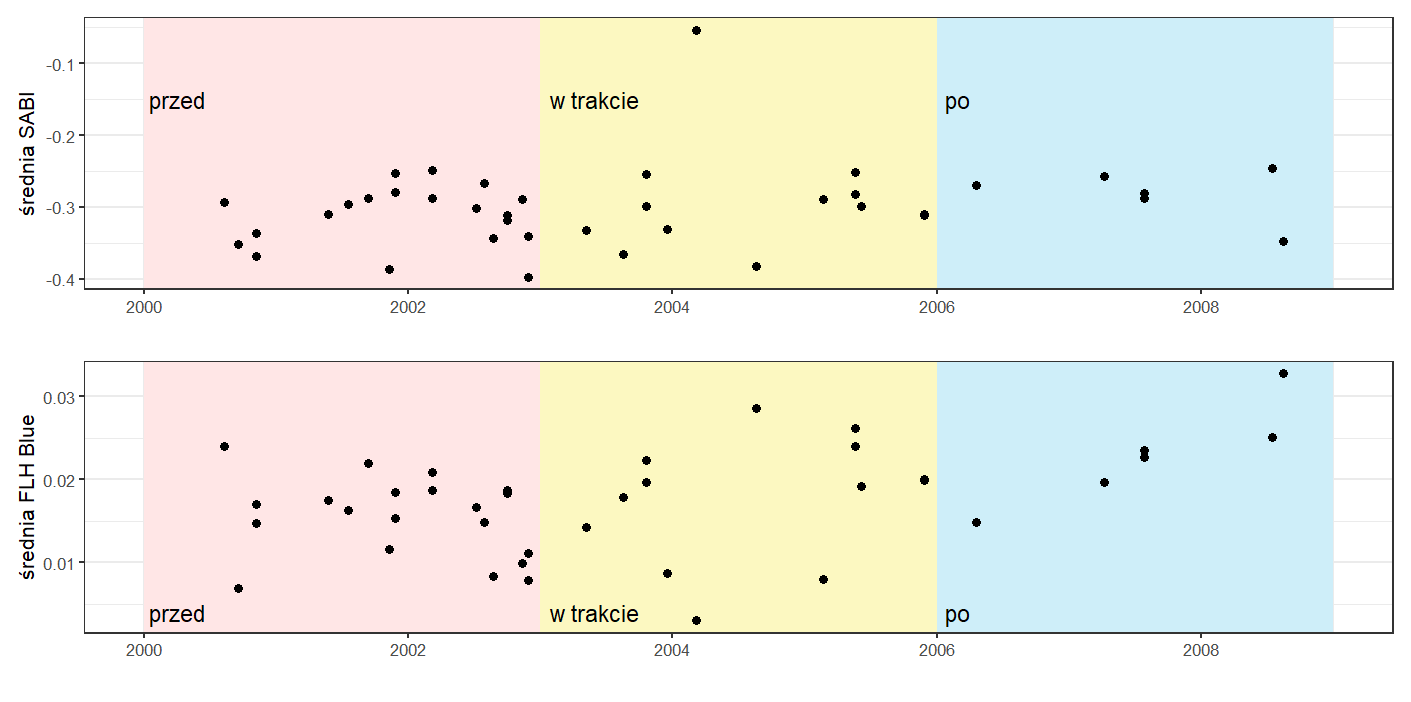 średnia SABI
-0.1
-0.2
-0.3
-0.4
przed
w trakcie
po
2000
2002
2004
2006
2008
średnia FLH Blue
0.03
0.02
0.01
przed
w trakcie
po
2000
2002
2004
2006
2008